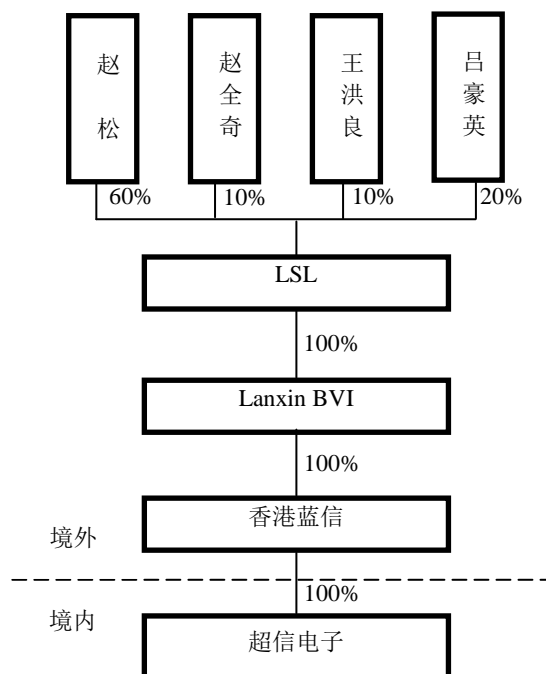 赵松 赵全奇 王洪良 吕豪英
60% 10% 10% 20%
LSL
100%
Lanxin BVI
100%
香港蓝信
境外
100%
境内
超信电子